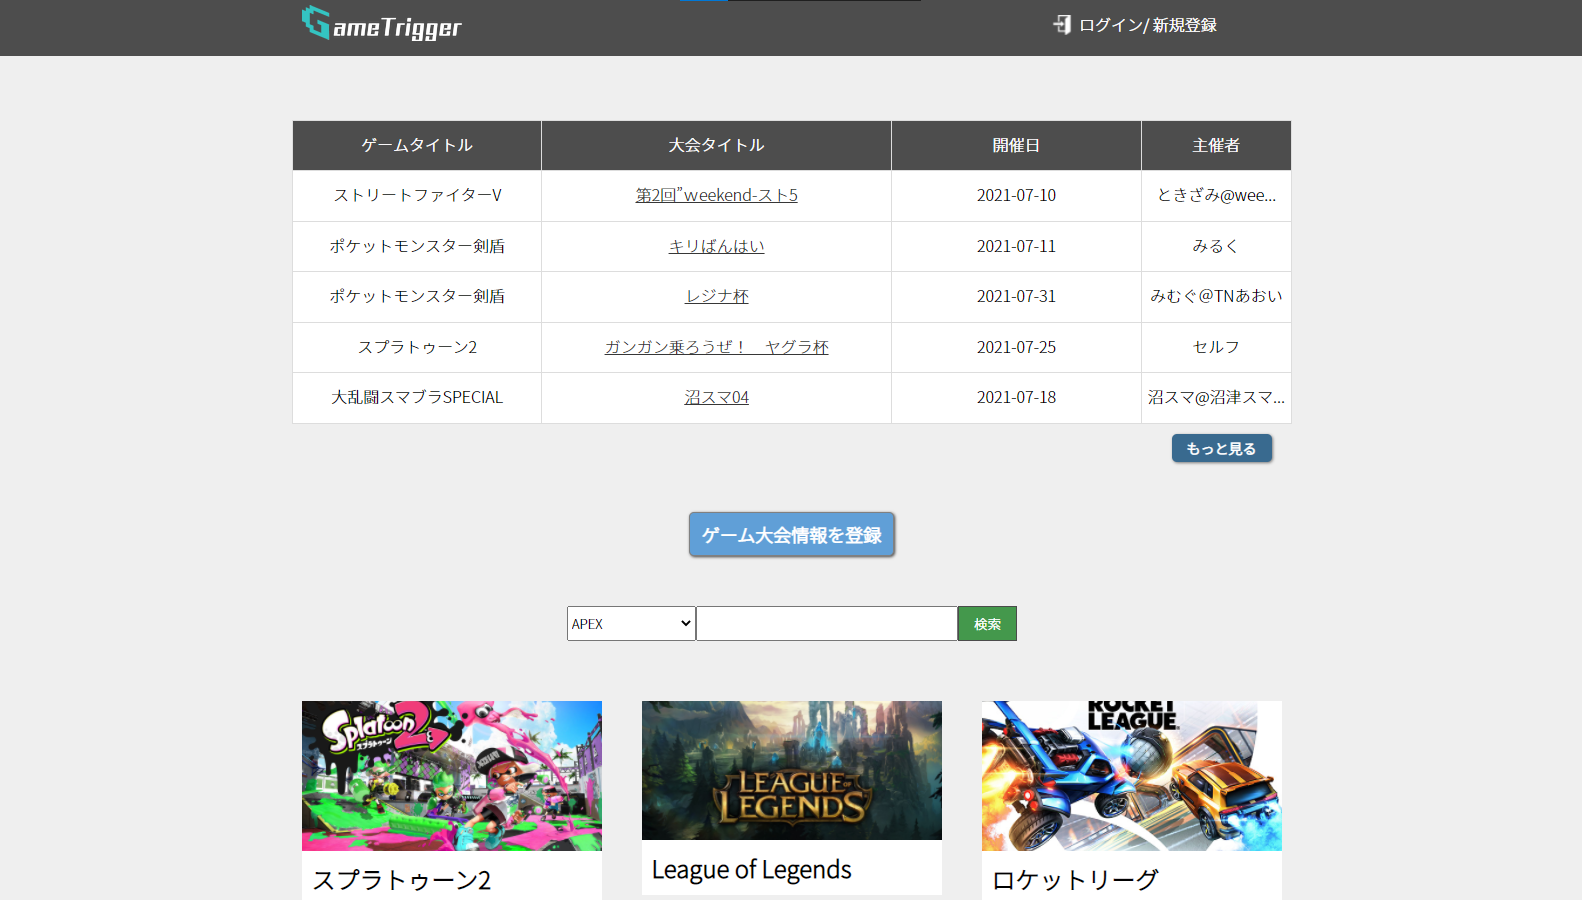 GameTrigger
ログイン/ 新規登録
ゲームタイトル 大会タイトル 開催日 主催者
ストリートファイターV 第2回”weekend-スト5 2021-07-10 ときざみ@wee...
ポケットモンスター剣盾 キリばんはい 2021-07-11 みるく
ポケットモンスター剣盾 レジナ杯 2021-07-31 みむぐ@TNあおい
スプラトゥーン2 ガンガン乗ろうぜ！　ヤグラ杯 2021-07-25 セルフ
大乱闘スマブラSPECIAL 沼スマ04 2021-07-18 沼スマ@沼津スマ...
もっと見る
ゲーム大会情報を登録
APEX 検索
Splatoon 2
スプラトゥーン
LEAGUE OF
LEGENDS
ROCKET
LEAGUE
スプラトゥーン2
League of Legends
ロケットリーグ